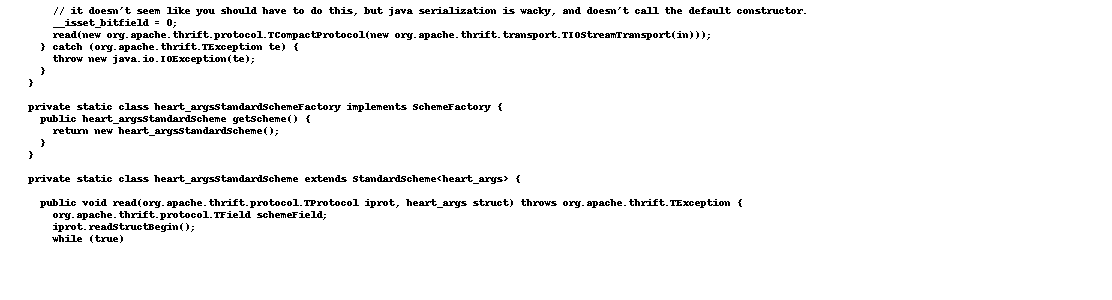 // it doesn't seem like you should have to do this, but java serialization is wacky, and doesn't call the default constructor.
__isset_bitfield = 0;
read(new org.apache.thrift.protocol.TCompactProtocol(new org.apache.thrift.transport.TIOStreamTransport(in)));
} catch (org.apache.thrift.TException te) {
throw new java.io.IOException(te);
}
}
private static class heart_argsStandardSchemeFactory implements SchemeFactory {
public heart_argsStandardScheme getScheme() {
return new heart_argsStandardScheme();
}
}
private static class heart_argsStandardScheme extends StandardScheme<heart_args> {
public void read(org.apache.thrift.protocol.TProtocol iprot, heart_args struct) throws org.apache.thrift.TException {
org.apache.thrift.protocol.TField schemeField;
iprot.readStructBegin();
while (true)